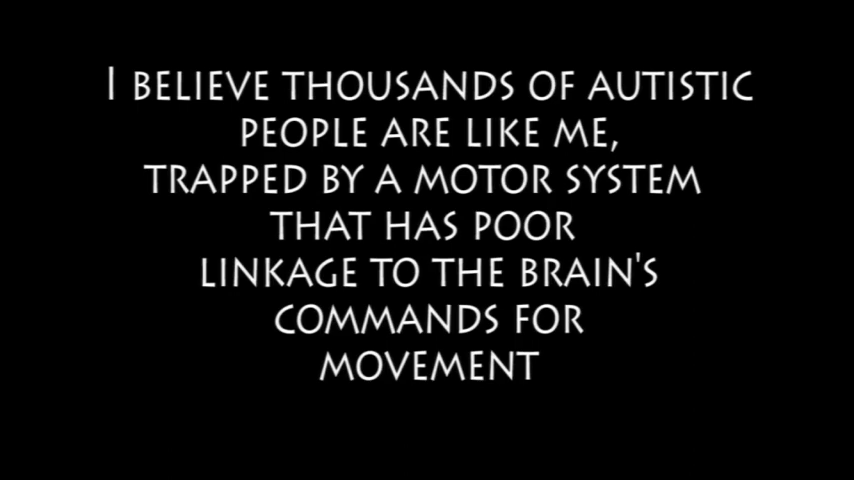 I BELIEVE THOUSANDS OF AUTISTIC
PEOPLE ARE LIKE ME,
TRAPPED BY A MOTOR SYSTEM
THAT HAS POOR
LINKAGE TO THE BRAIN'S
COMMANDS FOR
MOVEMENT